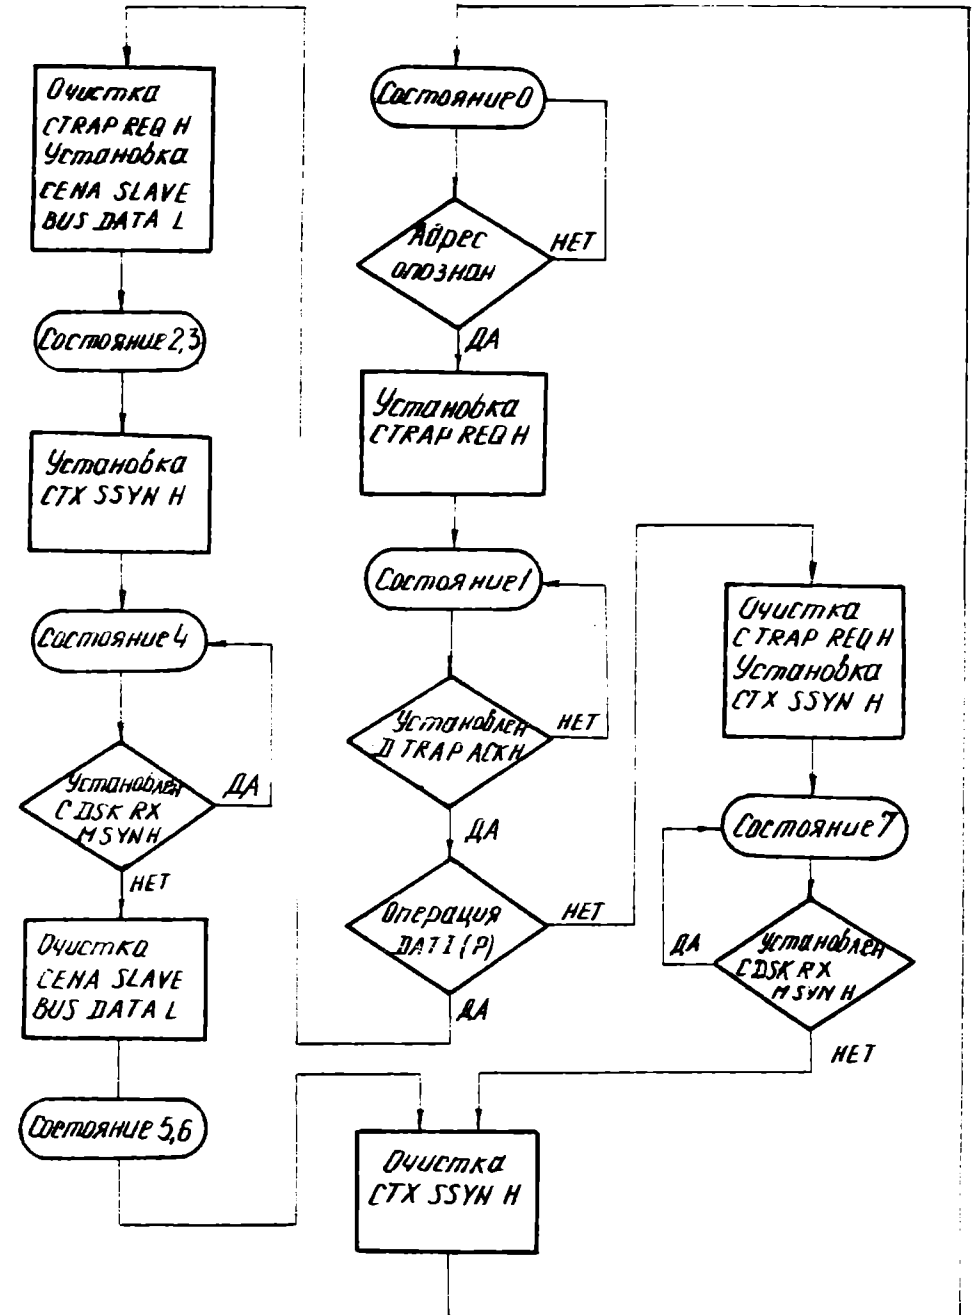 Состояние 0
Адрес
опознан
НЕТ
ДА
Установка
CTRAP REQ H
Состояние 1
Установлен
D TRAP ACK H
НЕТ
ДА
Операция
DATI (P)
НЕТ
ДА
Очистка
CTRAP REQ H
Установка
CENA SLAVE
BUS DATA L
Состояние 2,3
Установка
CTX SSYN H
Состояние 4
Установлен
C DSK RX
MSYN H
ДА
НЕТ
Очистка
CENA SLAVE
BUS DATA L
Состояние 5,6
Очистка
C TRAP REQ H
Установка
CTX SSYN H
Состояние 7
Установлен
C DSK RX
MSYN H
ДА
НЕТ
Очистка
CTX SSYN H